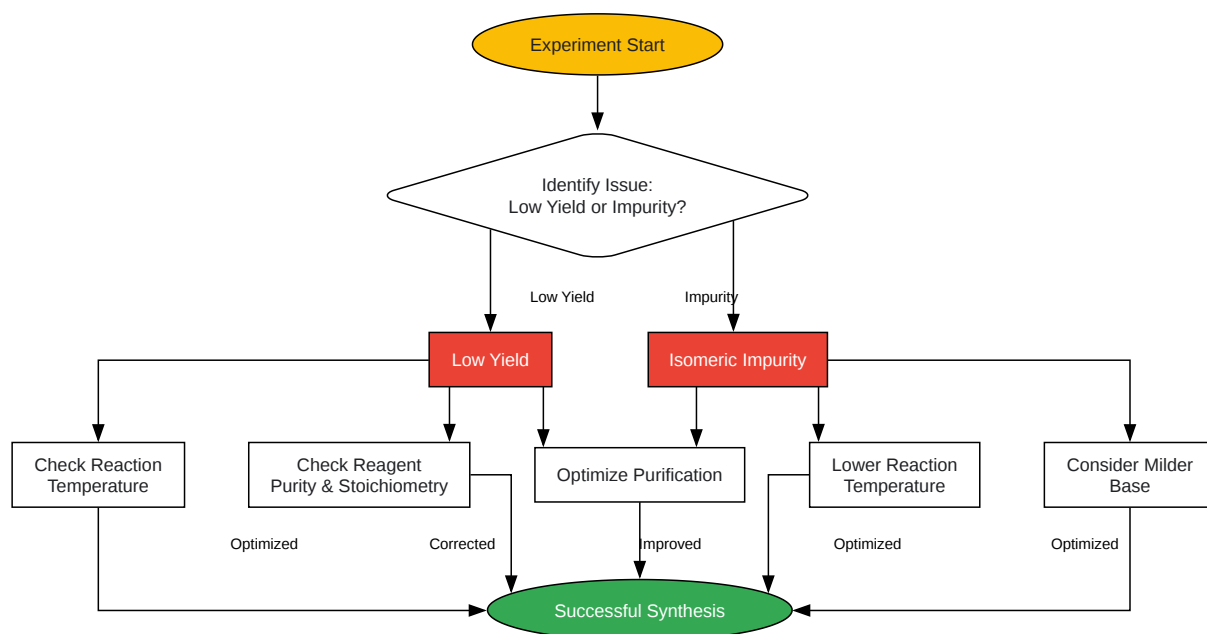 Experiment Start
Identify Issue:
Low Yield or Impurity?
Low Yield
Impurity
Low Yield
Isomeric Impurity
Check Reaction
Temperature
Check Reagent
Purity & Stoichiometry
Optimize Purification
Lower Reaction
Temperature
Consider Milder
Base
Optimized
Corrected
Improved
Optimized
Optimized
Successful Synthesis